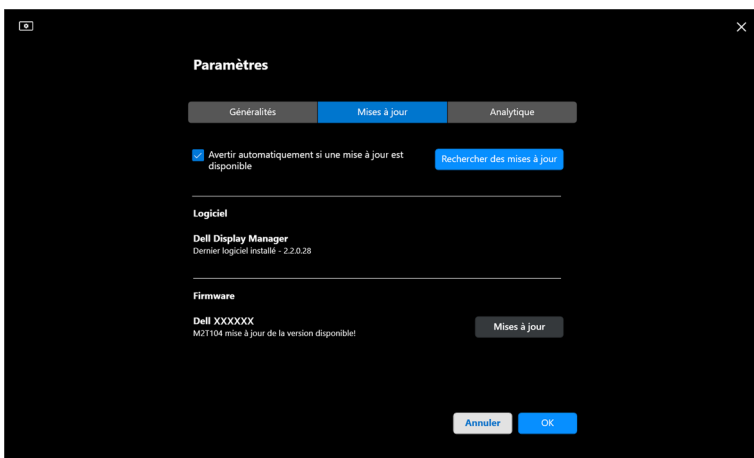 Paramètres
Généralités
Mises à jour
Analytique
Avertir automatiquement si une mise à jour est
disponible
Rechercher des mises à jour
Logiciel
Dell Display Manager
Dernier logiciel installé - 2.2.0.28
Firmware
Dell XXXXXX
M2T104 mise à jour de la version disponible!
Mises à jour
Annuler
OK